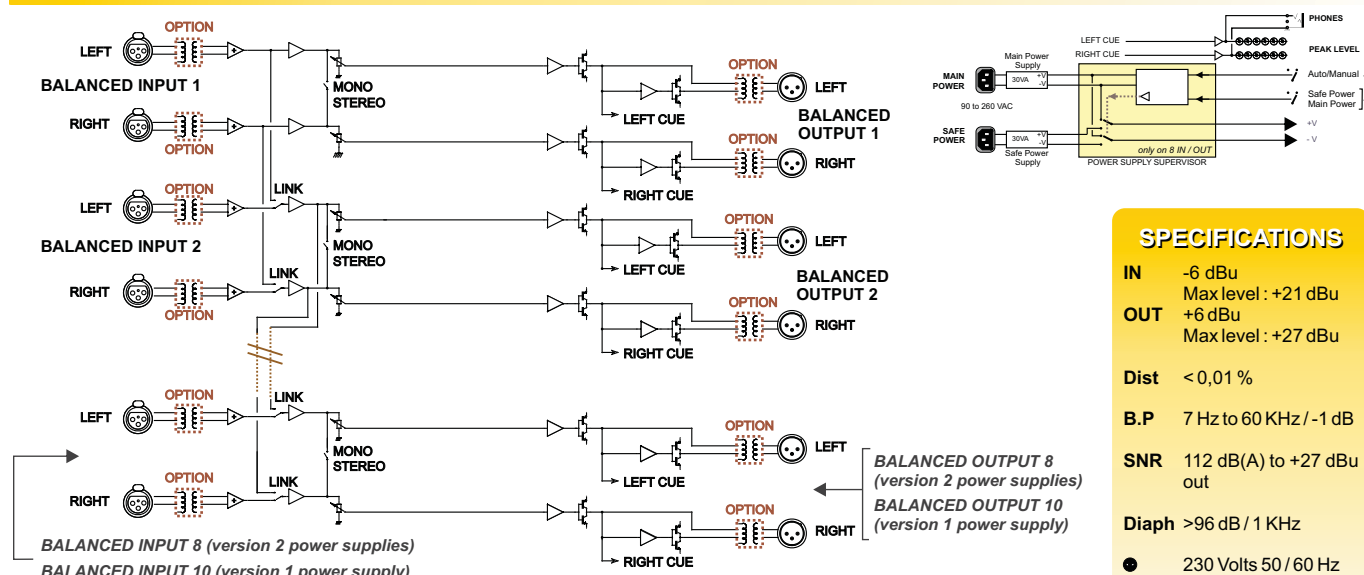 OPTION
LEFT
BALANCED INPUT 1
MONO
STEREO
RIGHT
OPTION
OPTION
LEFT
LINK
BALANCED INPUT 2
MONO
STEREO
LINK
RIGHT
OPTION
OPTION
LEFT
LINK
MONO
STEREO
OPTION
LINK
RIGHT
BALANCED INPUT 8 (version 2 power supplies)
BALANCED INPUT 10 (version 1 power supply)
OPTION
LEFT
LEFT CUE
BALANCED
OUTPUT 1
OPTION
RIGHT
RIGHT CUE
OPTION
LEFT
LEFT CUE
BALANCED
OUTPUT 2
OPTION
RIGHT
RIGHT CUE
OPTION
LEFT
LEFT CUE
OPTION
RIGHT
RIGHT CUE
BALANCED OUTPUT 8
(version 2 power supplies)
BALANCED OUTPUT 10
(version 1 power supply)
PHONES
LEFT CUE
RIGHT CUE
PEAK LEVEL
Main Power
Supply
MAIN
POWER
30VA
+V
-V
Auto/Manual
90 to 260 VAC
Safe Power
Main Power
SAFE
POWER
30VA
+V
-V
Safe Power
Supply
+V
- V
only on 8 IN / OUT
POWER SUPPLY SUPERVISOR
SPECIFICATIONS
IN -6 dBu
Max level : +21 dBu
OUT +6 dBu
Max level : +27 dBu
Dist < 0,01 %
B.P 7 Hz to 60 KHz / -1 dB
SNR 112 dB(A) to +27 dBu
out
Diaph >96 dB / 1 KHz
230 Volts 50 / 60 Hz